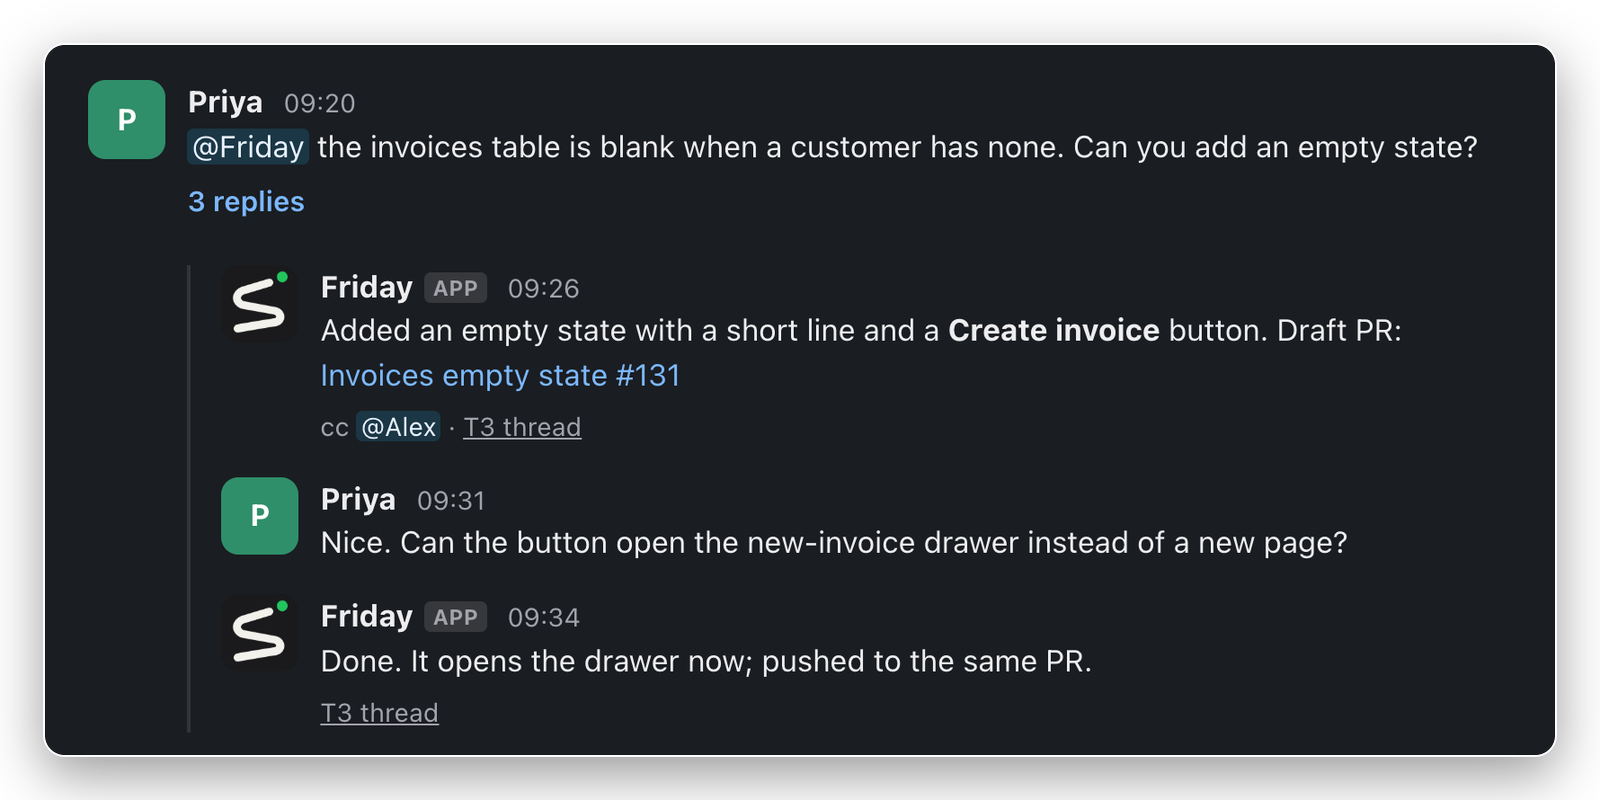 P
Priya 09:20
@Friday the invoices table is blank when a customer has none. Can you add an empty state?
3 replies
Friday APP 09:26
Added an empty state with a short line and a Create invoice button. Draft PR:
Invoices empty state #131
cc @Alex · T3 thread
P
Priya 09:31
Nice. Can the button open the new-invoice drawer instead of a new page?
Friday APP 09:34
Done. It opens the drawer now; pushed to the same PR.
T3 thread